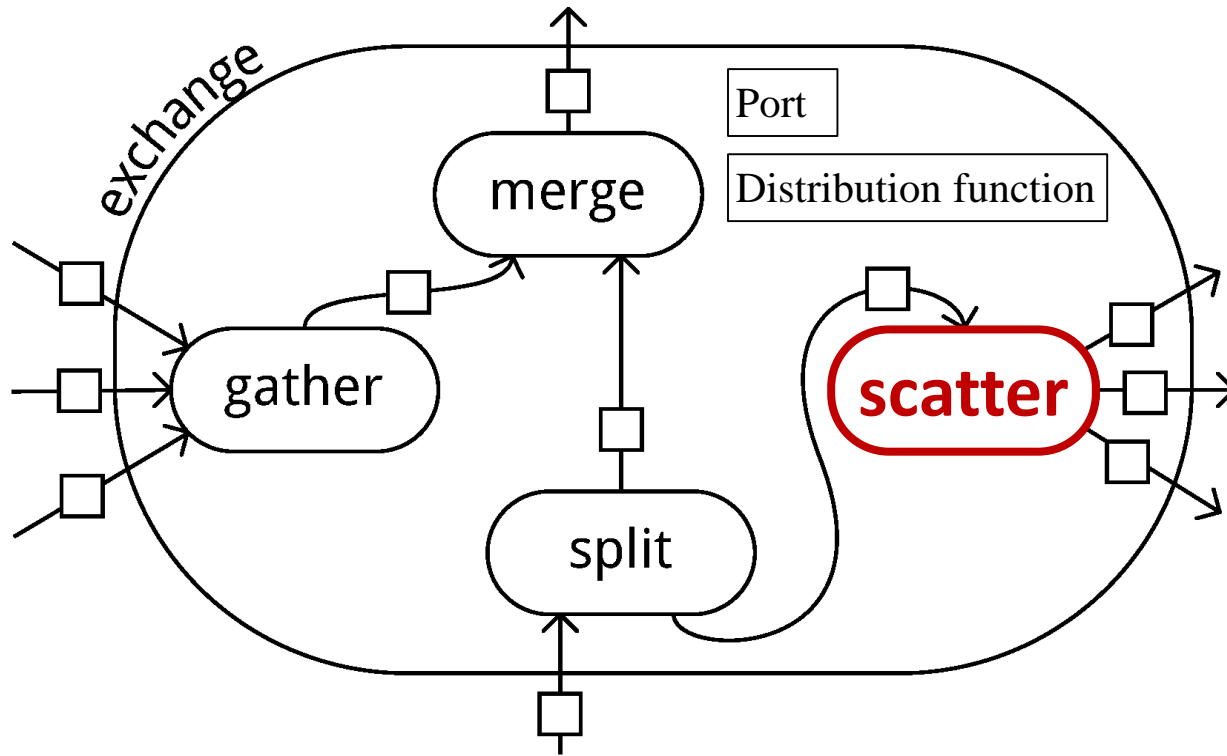 exchange
Port
merge
Distribution function
gather
scatter
split